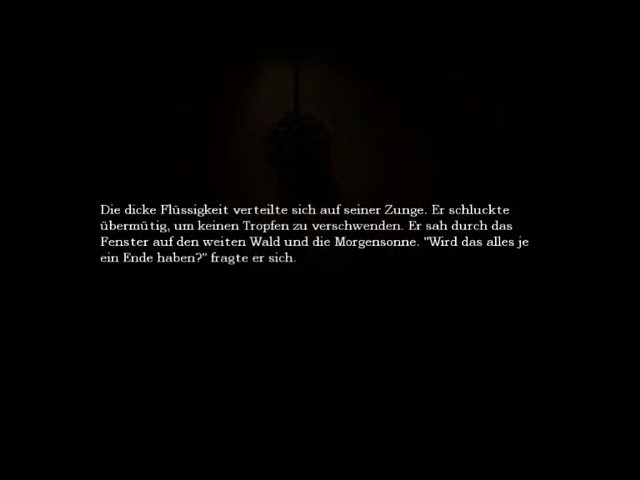 Die dicke Flüssigkeit verteilte sich auf seiner Zunge. Er schluckte
übermütig, um keinen Tropfen zu verschwenden. Er sah durch das
Fenster auf den weiten Wald und die Morgensonne. "Wird das alles je
ein Ende haben?" fragte er sich.